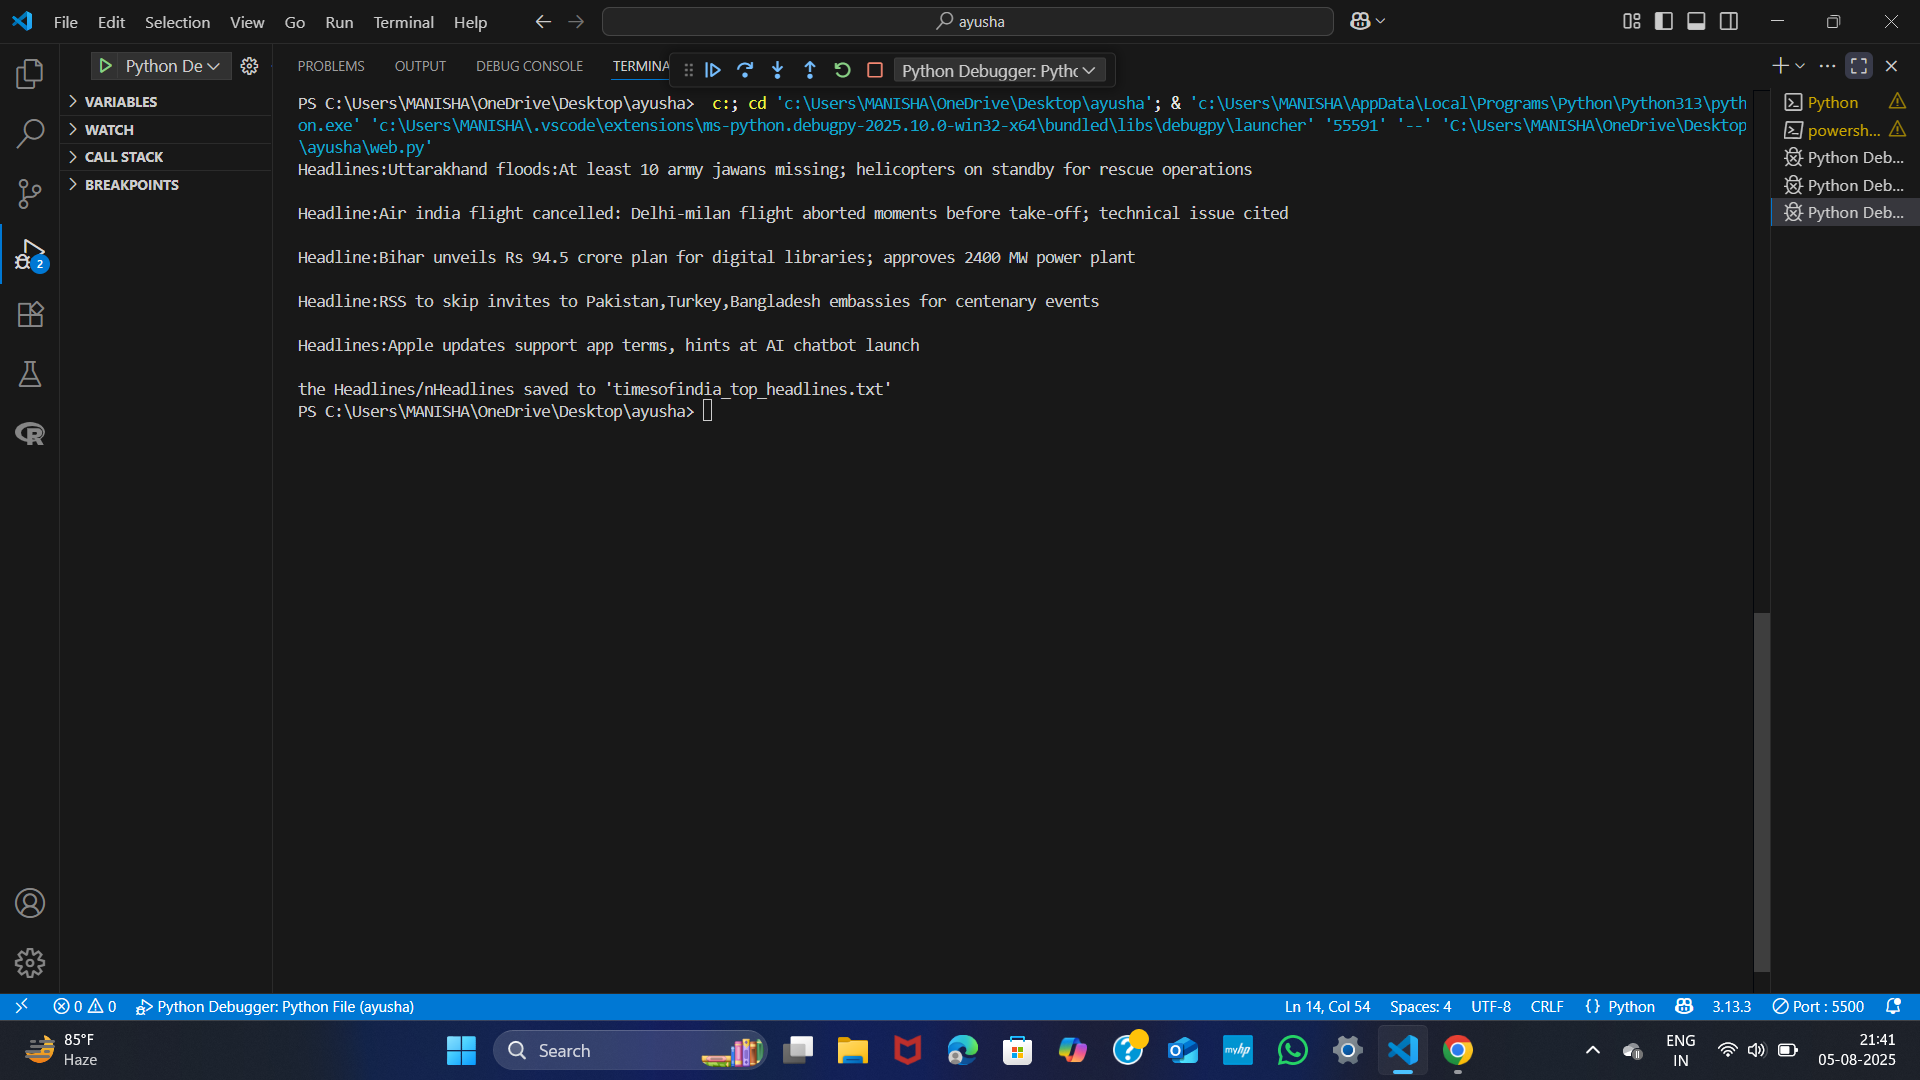 File Edit Selection View Go Run Terminal Help
ayusha
Python De
PROBLEMS OUTPUT DEBUG CONSOLE TERMINA
Python Debugger: Pythc
VARIABLES
WATCH
CALL STACK
BREAKPOINTS
2
PS C:\Users\MANISHA\OneDrive\Desktop\ayusha>  c:; cd 'c:\Users\MANISHA\OneDrive\Desktop\ayusha'; & 'c:\Users\MANISHA\AppData\Local\Programs\Python\Python313\pyth
on.exe' 'c:\Users\MANISHA\.vscode\extensions\ms-python.debugpy-2025.10.0-win32-x64\bundled\libs\debugpy\launcher' '55591' '--' 'C:\Users\MANISHA\OneDrive\Desktop
\ayusha\web.py'
Headlines:Uttarakhand floods:At least 10 army jawans missing; helicopters on standby for rescue operations
Headline:Air india flight cancelled: Delhi-milan flight aborted moments before take-off; technical issue cited
Headline:Bihar unveils Rs 94.5 crore plan for digital libraries; approves 2400 MW power plant
Headline:RSS to skip invites to Pakistan,Turkey,Bangladesh embassies for centenary events
Headlines:Apple updates support app terms, hints at AI chatbot launch
the Headlines/nHeadlines saved to 'timesofindia_top_headlines.txt'
PS C:\Users\MANISHA\OneDrive\Desktop\ayusha>
Python
powersh...
Python Deb...
Python Deb...
Python Deb...
0 0 Python Debugger: Python File (ayusha)
Ln 14, Col 54 Spaces: 4 UTF-8 CRLF {} Python 3.13.3 Port : 5500
85°F
Haze
Search
myhp
ENG
IN
21:41
05-08-2025